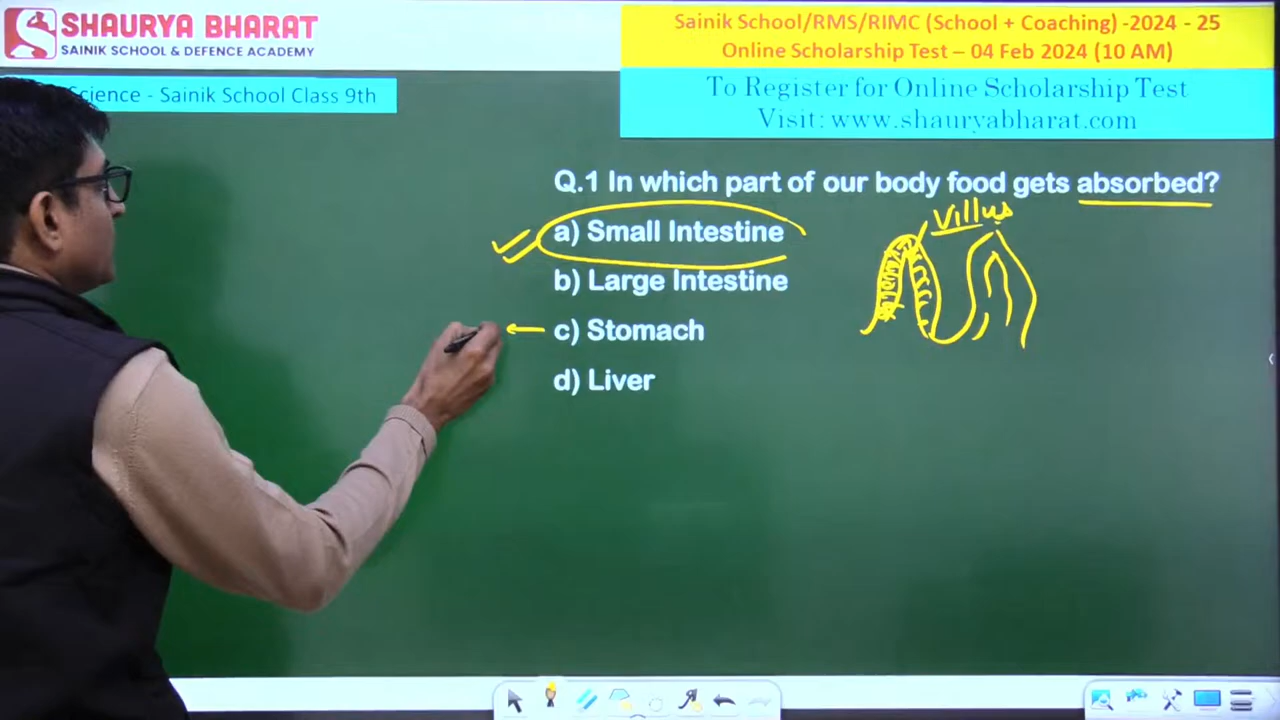 SHAURYA BHARAT
SAINIK SCHOOL & DEFENCE ACADEMY
Sainik School/RMS/RIMC (School + Coaching) -2024 - 25
Online Scholarship Test – 04 Feb 2024 (10 AM)
To Register for Online Scholarship Test
Visit: www.shauryabharat.com
Science - Sainik School Class 9th
Q.1 In which part of our body food gets absorbed?
Villus
a) Small Intestine
b) Large Intestine
c) Stomach
d) Liver